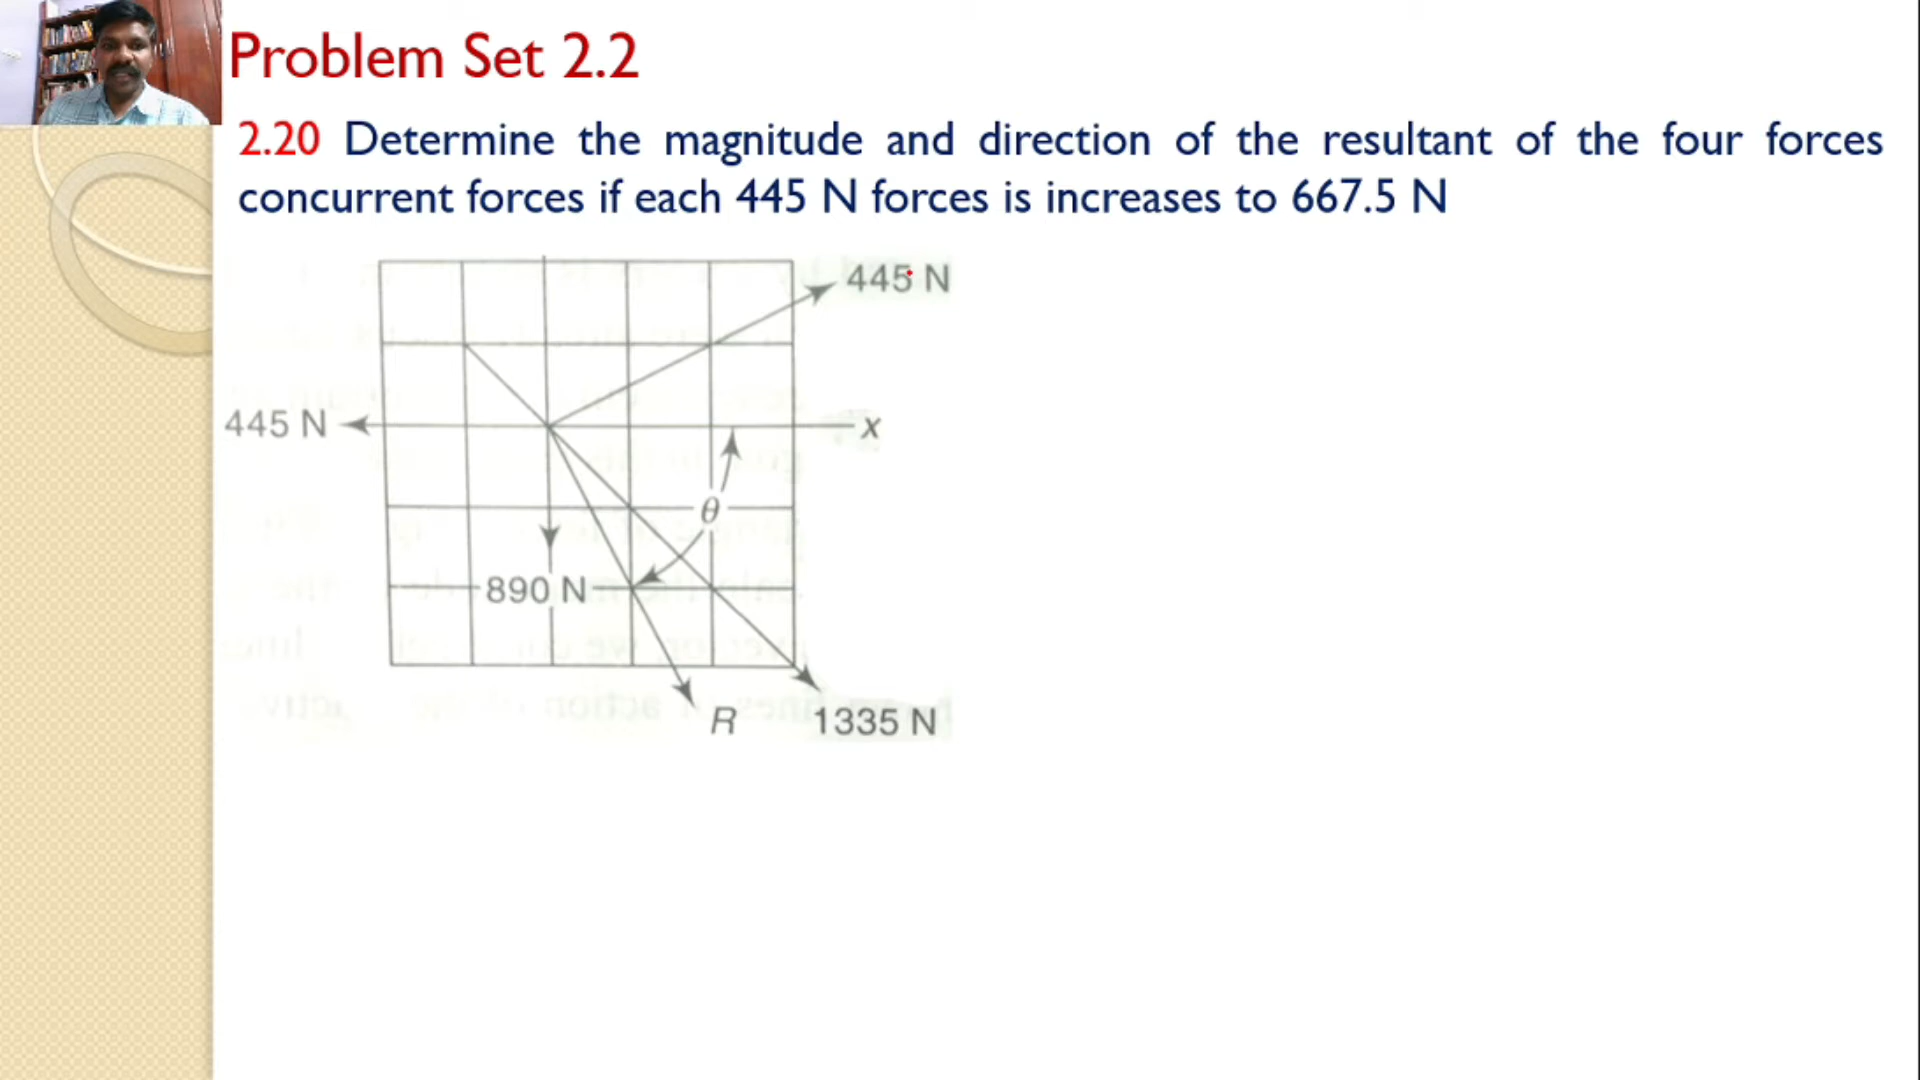 Problem Set 2.2
2.20 Determine the magnitude and direction of the resultant of the four forces
concurrent forces if each 445 N forces is increases to 667.5 N
445 N
445 N
x
θ
890 N
R
1335 N